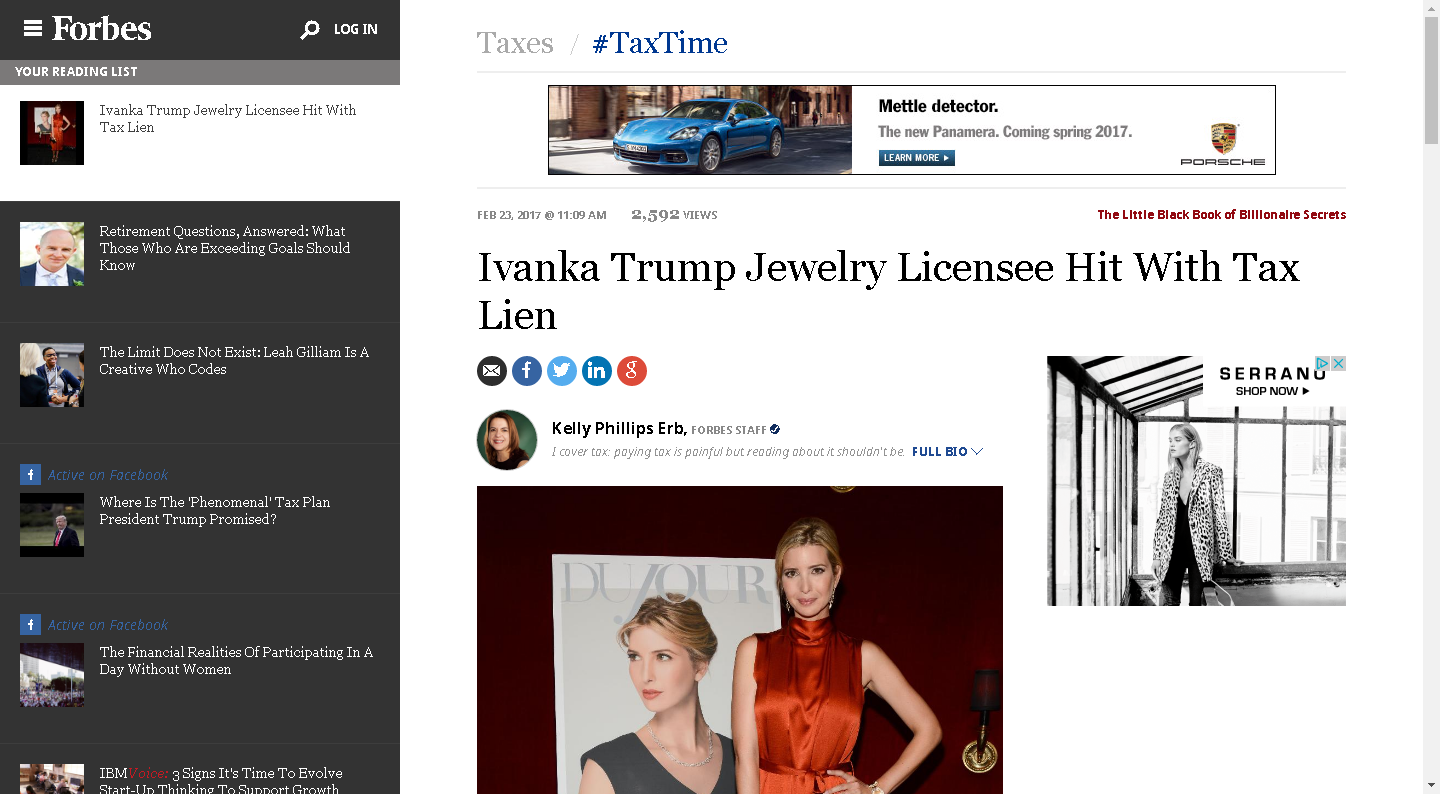 Forbes
LOG IN
YOUR READING LIST
Ivanka Trump Jewelry Licensee Hit With
Tax Lien
Retirement Questions, Answered: What
Those Who Are Exceeding Goals Should
Know
The Limit Does Not Exist: Leah Gilliam Is A
Creative Who Codes
Active on Facebook
Where Is The 'Phenomenal' Tax Plan
President Trump Promised?
Active on Facebook
The Financial Realities Of Participating In A
Day Without Women
IBMVoice: 3 Signs It's Time To Evolve
Start-Up Thinking To Support Growth
Taxes / #TaxTime
Mettle detector.
The new Panamera. Coming spring 2017.
LEARN MORE
PORSCHE
FEB 23, 2017 @ 11:09 AM 2,592 VIEWS
The Little Black Book of Billionaire Secrets
Ivanka Trump Jewelry Licensee Hit With Tax
Lien
Kelly Phillips Erb, FORBES STAFF
I cover tax: paying tax is painful but reading about it shouldn't be. FULL BIO
SERRANO
SHOP NOW
DUJOUR